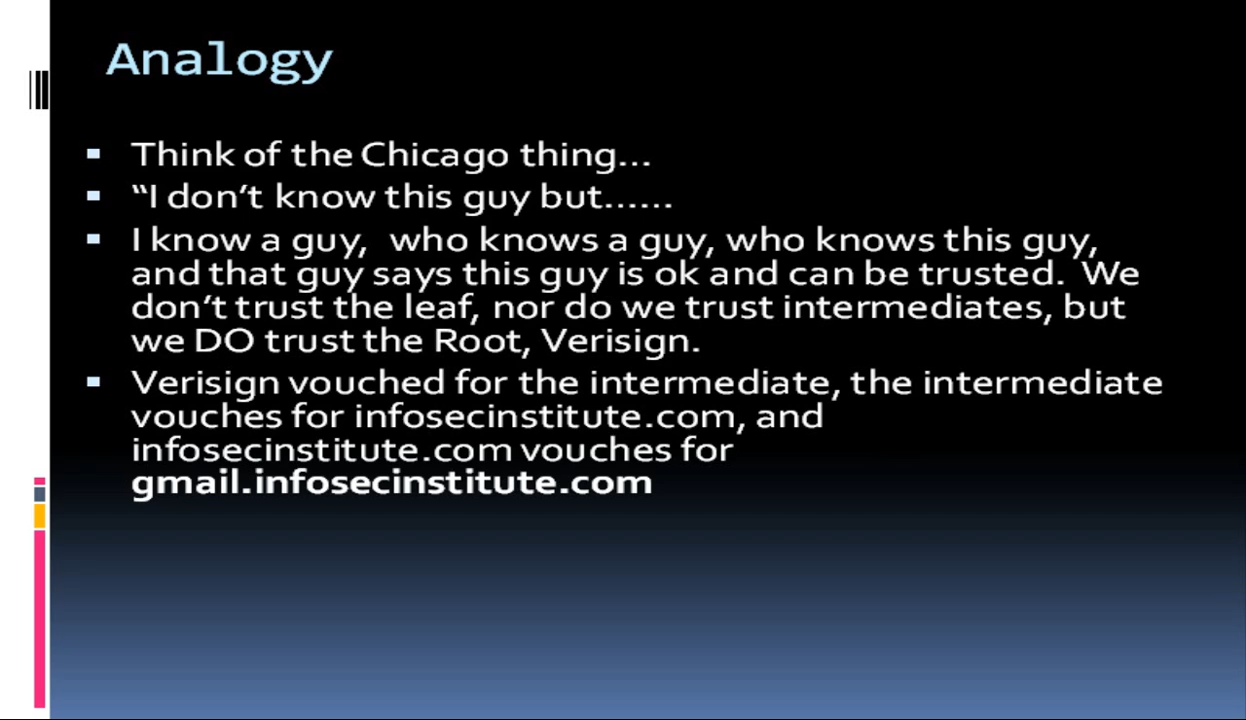 Analogy
Think of the Chicago thing...
“I don’t know this guy but......
I know a guy,  who knows a guy, who knows this guy,
and that guy says this guy is ok and can be trusted.  We
don’t trust the leaf, nor do we trust intermediates, but
we DO trust the Root, Verisign.
Verisign vouched for the intermediate, the intermediate
vouches for infosecinstitute.com, and
infosecinstitute.com vouches for
gmail.infosecinstitute.com